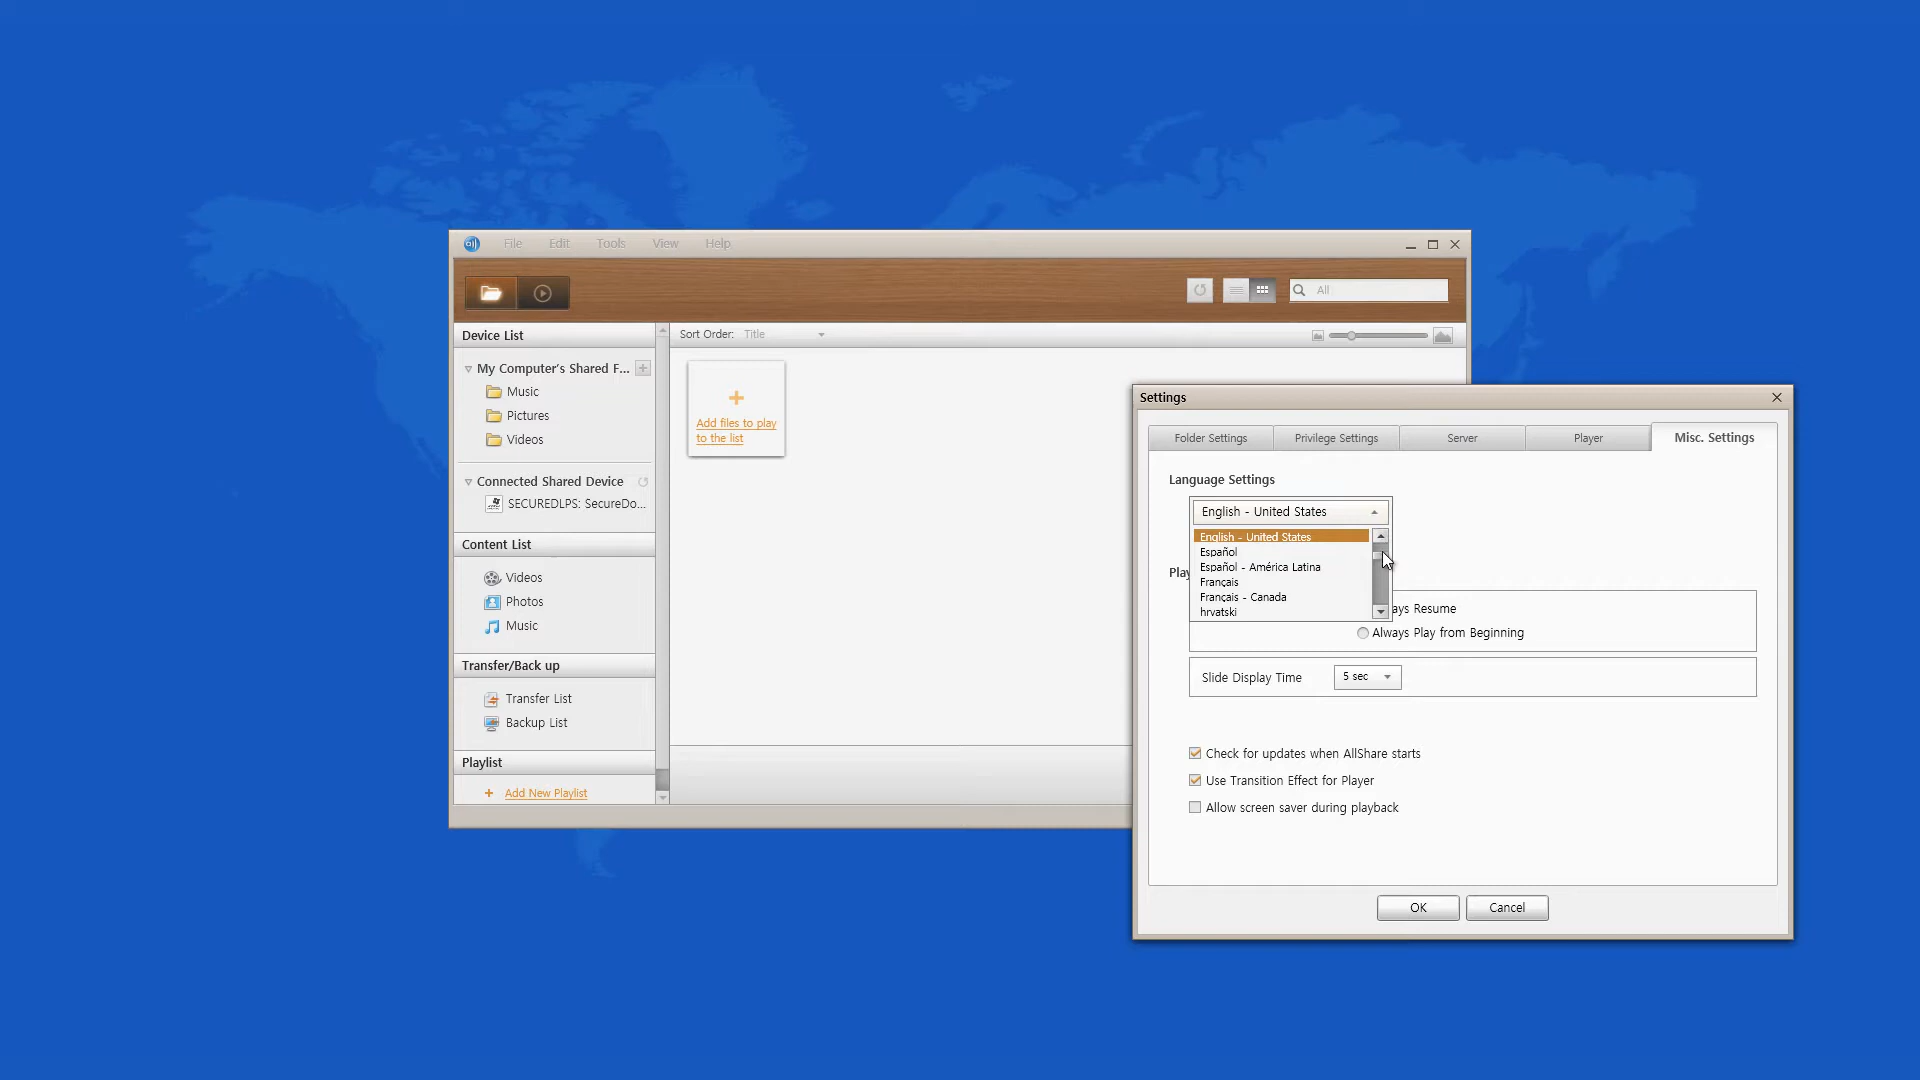 File Edit Tools View Help
All
Device List
My Computer's Shared F...
Music
Pictures
Videos
Connected Shared Device
SECUREDLPS: SecureDo...
Content List
Videos
Photos
Music
Transfer/Back up
Transfer List
Backup List
Playlist
+ Add New Playlist
Sort Order: Title
+
Add files to play
to the list
Settings
Folder Settings Privilege Settings Server Player Misc. Settings
Language Settings
English - United States
English - United States
Español
Español - América Latina
Français
Français - Canada
hrvatski
Play
ays Resume
Always Play from Beginning
Slide Display Time 5 sec
Check for updates when AllShare starts
Use Transition Effect for Player
Allow screen saver during playback
OK Cancel